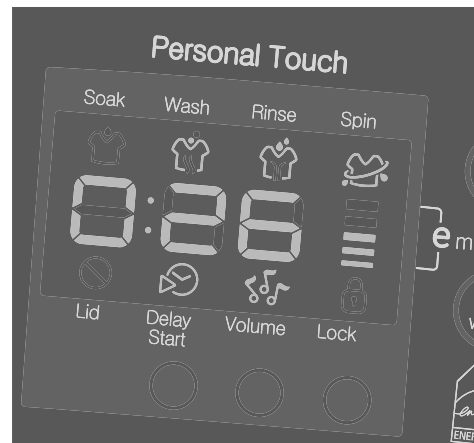 Personal Touch
Soak Wash Rinse Spin
0:26
e m
Lid Delay Start Volume Lock